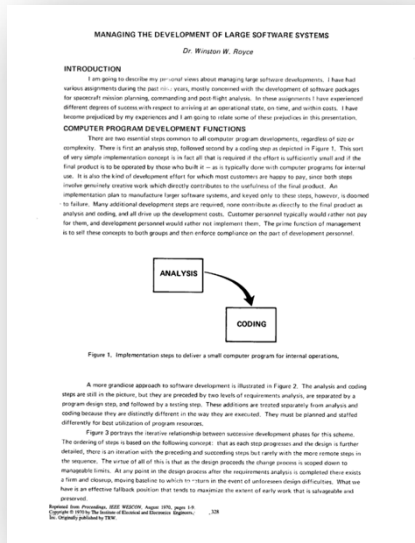 MANAGING THE DEVELOPMENT OF LARGE SOFTWARE SYSTEMS
Dr. Winston W. Royce
INTRODUCTION
I am going to describe my personal views about managing large software developments. I have had
various assignments during the past nine years, mostly concerned with the development of software packages
for spacecraft mission planning, commanding and post-flight analysis. In these assignments I have experienced
different degrees of success with respect to arriving at an operational state, on-time, and within costs. I have
become prejudiced by my experiences and I am going to relate some of these prejudices in this presentation.
COMPUTER PROGRAM DEVELOPMENT FUNCTIONS
There are two essential steps common to all computer program developments, regardless of size or
complexity. There is first an analysis step, followed second by a coding step as depicted in Figure 1. This sort
of very simple implementation concept is in fact all that is required if the effort is sufficiently small and if the
final product is to be operated by those who built it – as is typically done with computer programs for internal
use. It is also the kind of development effort for which most customers are happy to pay, since both steps
involve genuinely creative work which directly contributes to the usefulness of the final product. An
implementation plan to manufacture larger software systems, and keyed only to these steps, however, is doomed
to failure. Many additional development steps are required, none contribute as directly to the final product as
analysis and coding, and all drive up the development costs. Customer personnel typically would rather not pay
for them, and development personnel would rather not implement them. The prime function of management
is to sell these concepts to both groups and then enforce compliance on the part of development personnel.
ANALYSIS
CODING
Figure 1. Implementation steps to deliver a small computer program for internal operations.
A more grandiose approach to software development is illustrated in Figure 2. The analysis and coding
steps are still in the picture, but they are preceded by two levels of requirements analysis, are separated by a
program design step, and followed by a testing step. These additions are treated separately from analysis and
coding because they are distinctly different in the way they are executed. They must be planned and staffed
differently for best utilization of program resources.
Figure 3 portrays the iterative relationship between successive development phases for this scheme.
The ordering of steps is based on the following concept: that as each step progresses and the design is further
detailed, there is an iteration with the preceding and succeeding steps but rarely with the more remote steps in
the sequence. The virtue of all of this is that as the design proceeds the change process is scoped down to
manageable limits. At any point in the design process after the requirements analysis is completed there exists
a firm and closeup, moving baseline to which to return in the event of unforeseen design difficulties. What we
have is an effective fallback position that tends to maximize the extent of early work that is salvageable and
preserved.
Reprinted from Proceedings, IEEE WESCON, August 1970, pages 1-9.
Copyright © 1970 by The Institute of Electrical and Electronics Engineers,
Inc. Originally published by TRW.
328